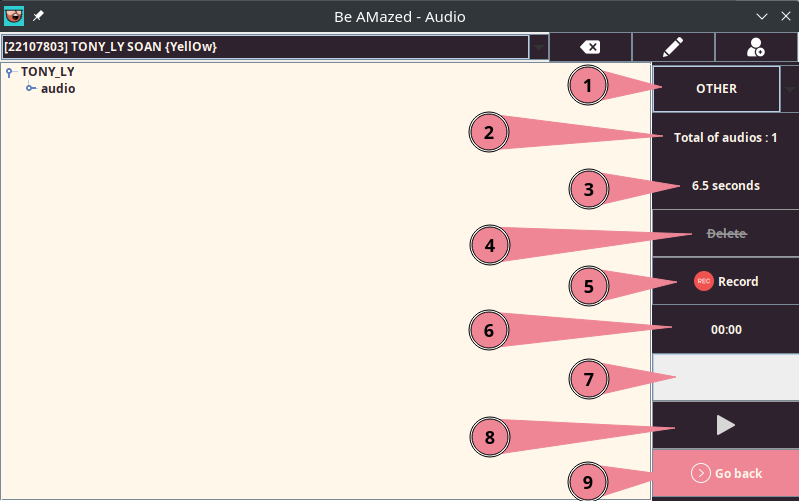 Be AMazed - Audio
[22107803] TONY_LY SOAN {YellOw}
TONY_LY
audio
1
OTHER
2
Total of audios : 1
3
6.5 seconds
4
Delete
5
REC Record
6
00:00
7
8
9
Go back